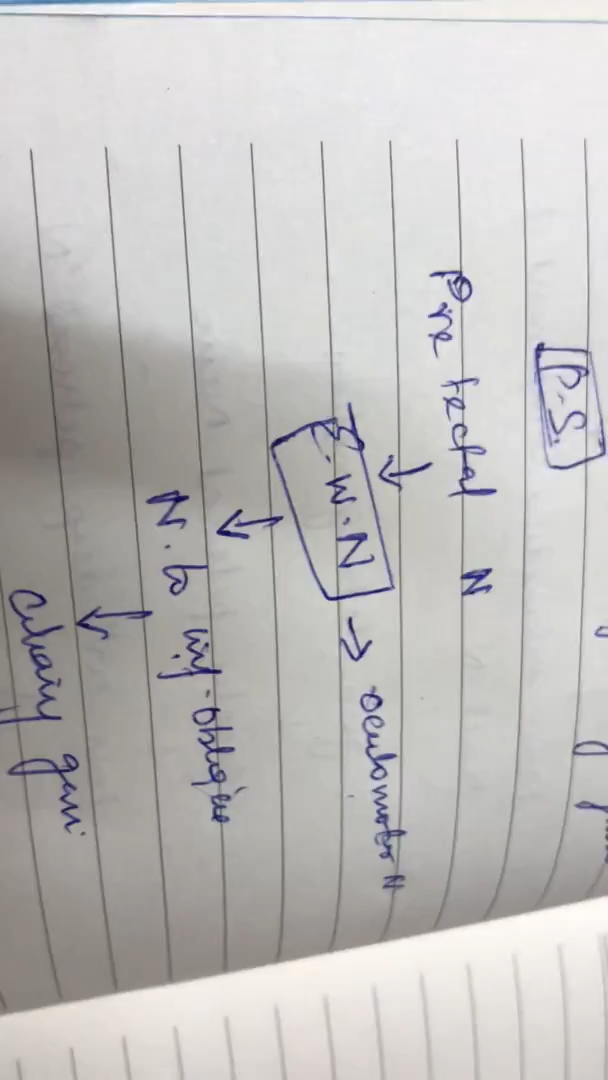 P.S.
Pre tectal N
↓
E.W.N → oculomotor N
↓
N. to inf. oblique
↓
ciliary gan.